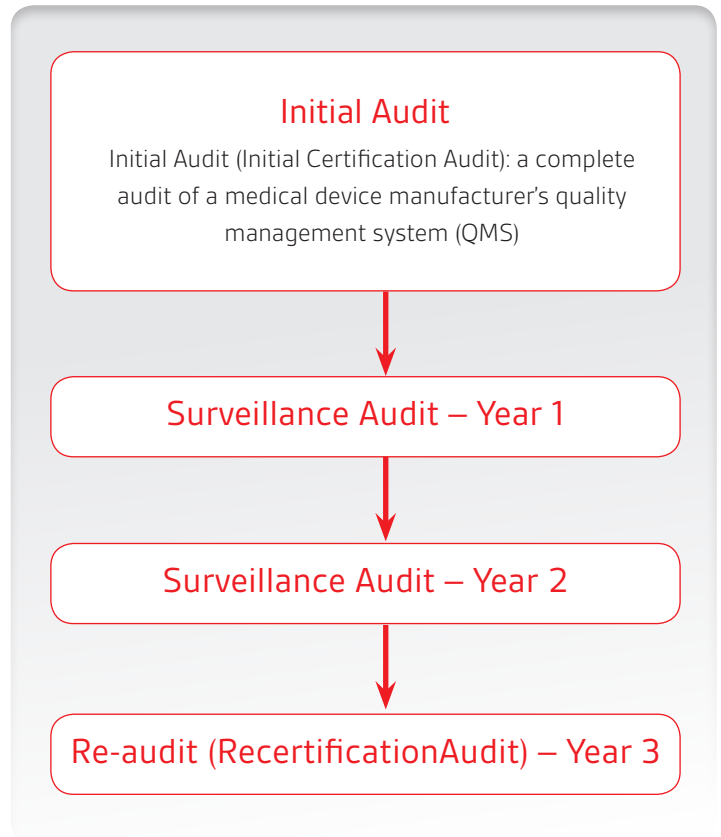 Initial Audit
Initial Audit (Initial Certification Audit): a complete
audit of a medical device manufacturer's quality
management system (QMS)
Surveillance Audit – Year 1
Surveillance Audit – Year 2
Re-audit (RecertificationAudit) – Year 3